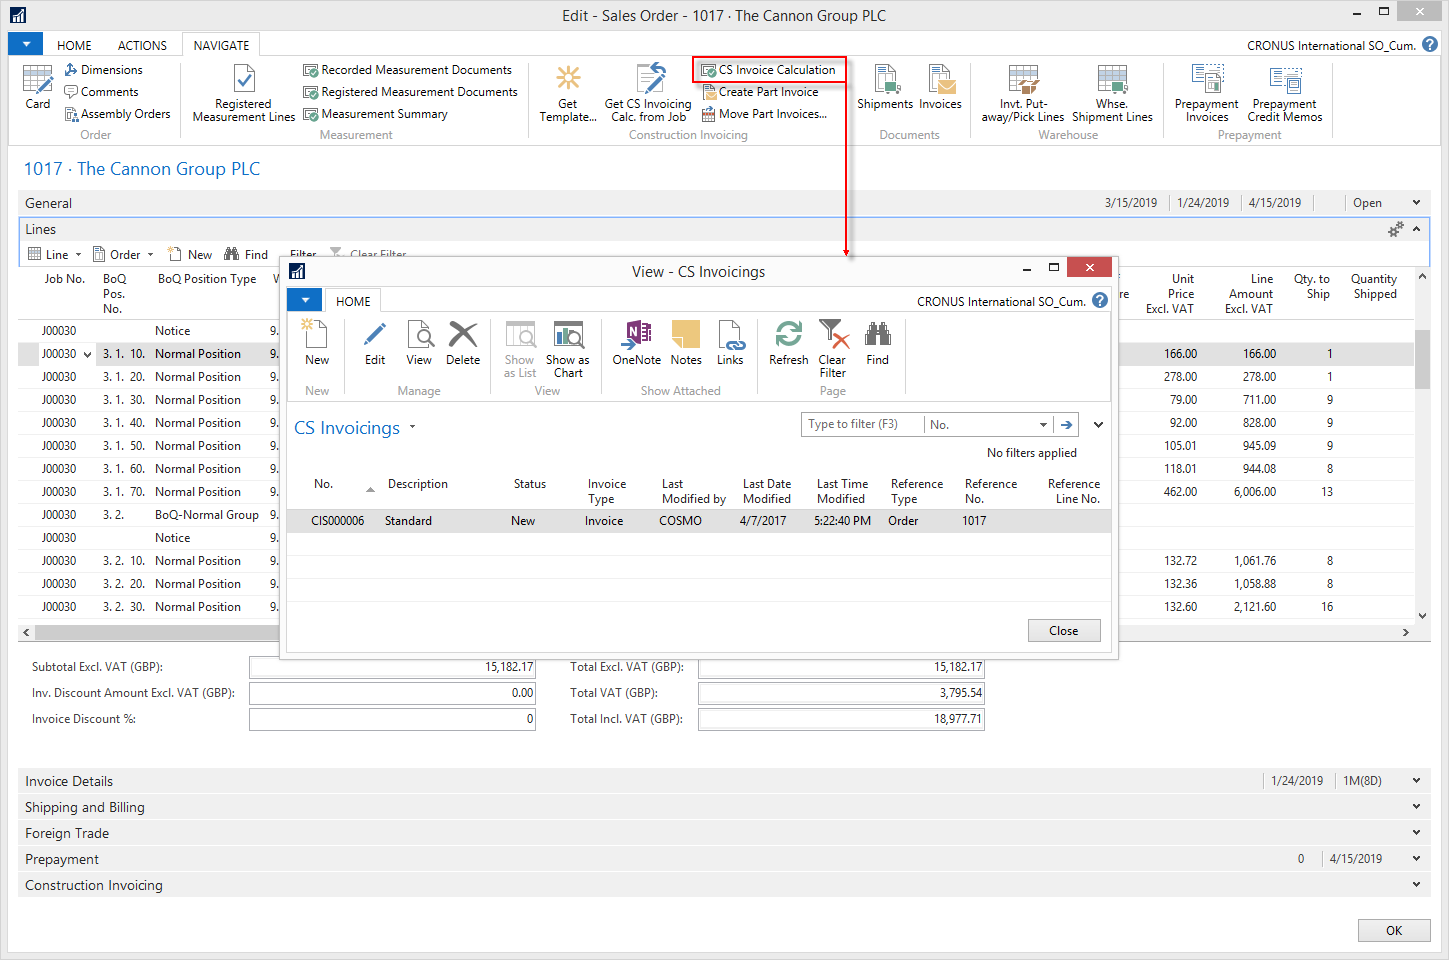 Edit - Sales Order - 1017 · The Cannon Group PLC
HOME ACTIONS NAVIGATE CRONUS International SO_Cum.
Card
Dimensions
Comments
Assembly Orders
Order
Registered
Measurement Lines
Recorded Measurement Documents
Registered Measurement Documents
Measurement Summary
Measurement
Get
Template...
Get CS Invoicing
Calc. from Job
CS Invoice Calculation
Create Part Invoice
Move Part Invoices...
Construction Invoicing
Shipments
Invoices
Documents
Invt. Put-
away/Pick Lines
Whse.
Shipment Lines
Warehouse
Prepayment
Invoices
Prepayment
Credit Memos
Prepayment
1017 · The Cannon Group PLC
General 3/15/2019 1/24/2019 4/15/2019 Open
Lines
Line Order New Find Filter Clear Filter
Job No.
BoQ
Pos.
No.
BoQ Position Type
Unit
Price
Excl. VAT
Line
Amount
Excl. VAT
Qty. to
Ship
Quantity
Shipped
J00030 Notice 9.
J00030 3. 1. 10. Normal Position 9. 166.00 166.00 1
J00030 3. 1. 20. Normal Position 9. 278.00 278.00 1
J00030 3. 1. 30. Normal Position 9. 79.00 711.00 9
J00030 3. 1. 40. Normal Position 9. 92.00 828.00 9
J00030 3. 1. 50. Normal Position 9. 105.01 945.09 9
J00030 3. 1. 60. Normal Position 9. 118.01 944.08 8
J00030 3. 1. 70. Normal Position 9. 462.00 6,006.00 13
J00030 3. 2. BoQ-Normal Group 9.
J00030 Notice 9.
J00030 3. 2. 10. Normal Position 9. 132.72 1,061.76 8
J00030 3. 2. 20. Normal Position 9. 132.36 1,058.88 8
J00030 3. 2. 30. Normal Position 9. 132.60 2,121.60 16
View - CS Invoicings
HOME CRONUS International SO_Cum.
New
New
Edit
View
Delete
Manage
Show
as List
Show as
Chart
View
OneNote
Notes
Links
Show Attached
Refresh
Clear
Filter
Find
Page
CS Invoicings
Type to filter (F3) No.
No filters applied
No.
Description
Status
Invoice
Type
Last
Modified by
Last Date
Modified
Last Time
Modified
Reference
Type
Reference
No.
Reference
Line No.
CIS000006 Standard New Invoice COSMO 4/7/2017 5:22:40 PM Order 1017
Close
Subtotal Excl. VAT (GBP): 15,182.17 Total Excl. VAT (GBP): 15,182.17
Inv. Discount Amount Excl. VAT (GBP): 0.00 Total VAT (GBP): 3,795.54
Invoice Discount %: 0 Total Incl. VAT (GBP): 18,977.71
Invoice Details 1/24/2019 1M(8D)
Shipping and Billing
Foreign Trade
Prepayment 0 4/15/2019
Construction Invoicing
OK